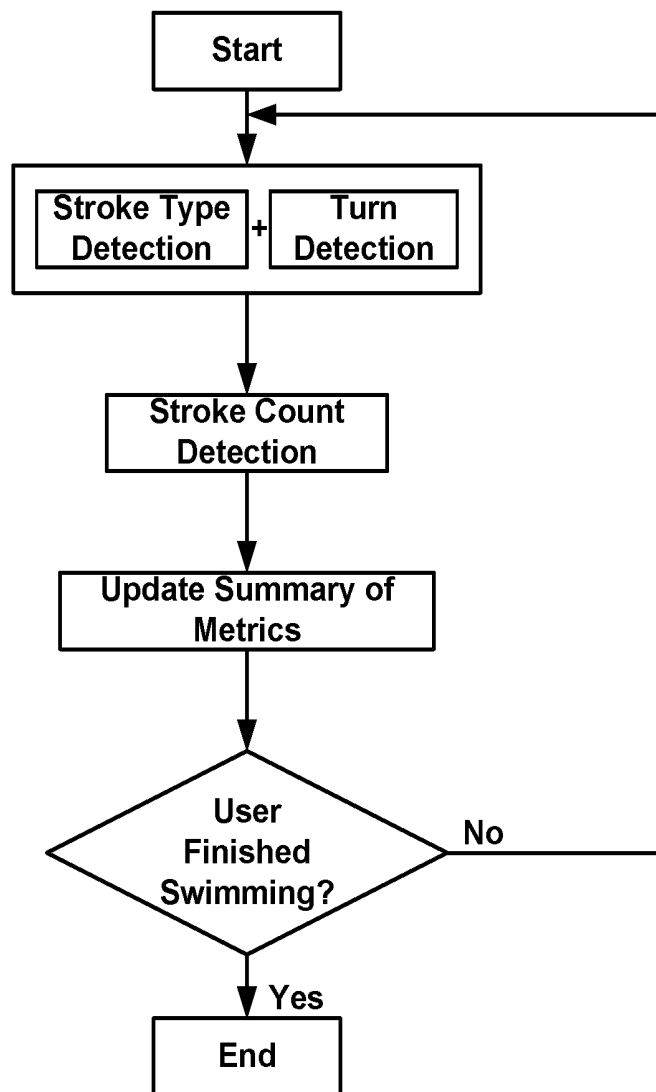 Start
Stroke Type
Detection
+
Turn
Detection
Stroke Count
Detection
Update Summary of
Metrics
User
Finished
Swimming?
No
Yes
End